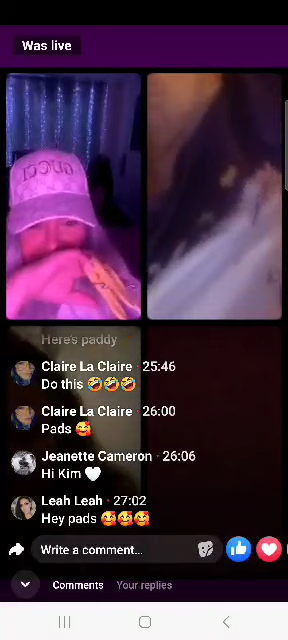 Was live
GUCCI
Here's paddy
Claire La Claire · 25:46
Do this 🤣🤣🤣
Claire La Claire · 26:00
Pads 🥰
Jeanette Cameron · 26:06
Hi Kim 🤍
Leah Leah · 27:02
Hey pads 🥰🥰🥰
Write a comment...
Comments Your replies